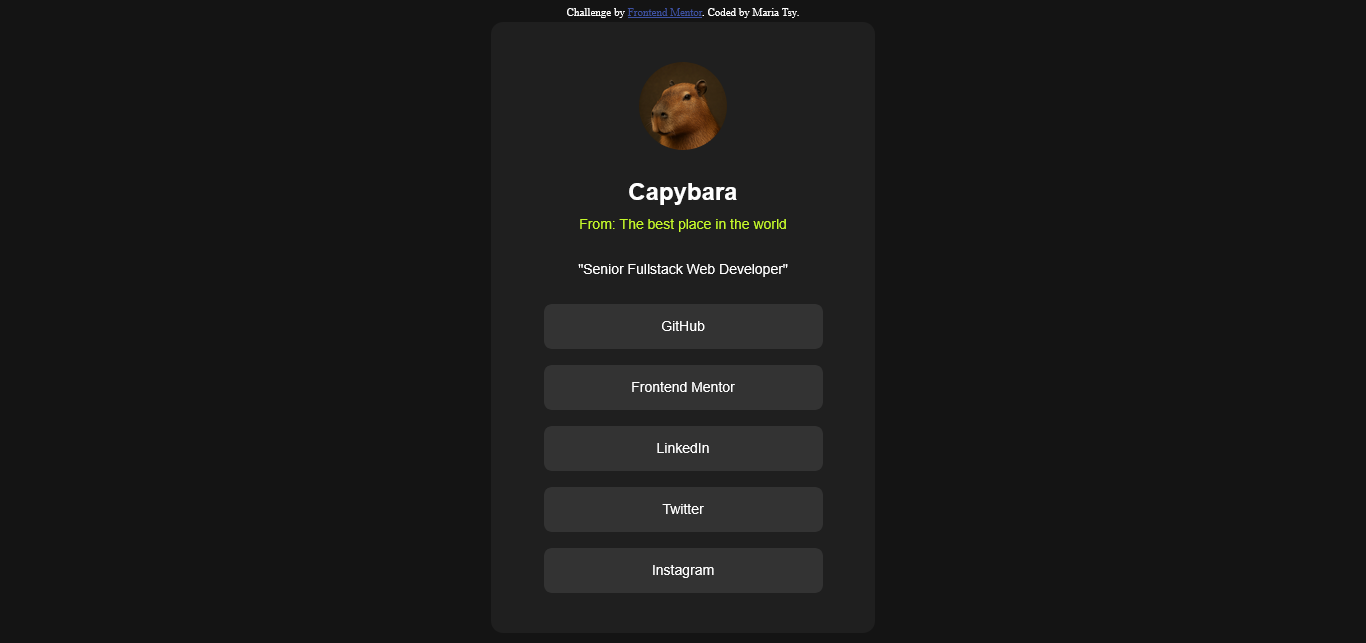 Challenge by Frontend Mentor. Coded by Maria Tsy.
Capybara
From: The best place in the world
"Senior Fullstack Web Developer"
GitHub
Frontend Mentor
LinkedIn
Twitter
Instagram